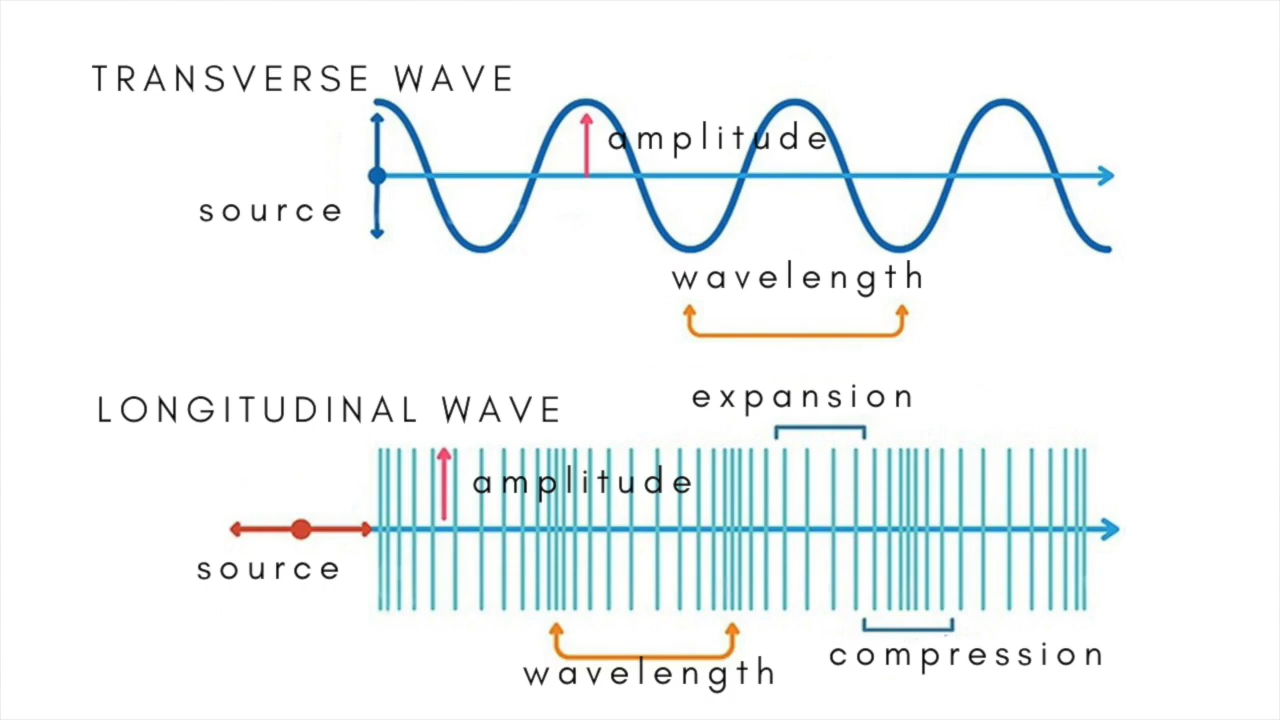 TRANSVERSE WAVE
amplitude
source
wavelength
expansion
LONGITUDINAL WAVE
amplitude
source
compression
wavelength